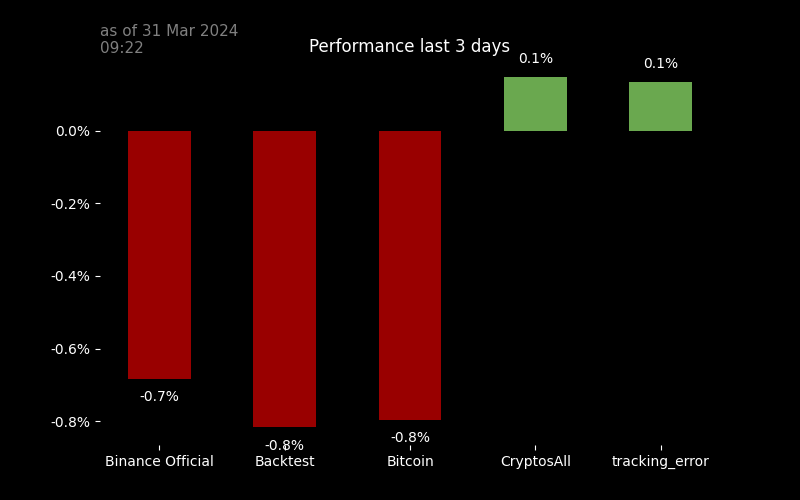 as of 31 Mar 2024
09:22
Performance last 3 days
0.1%
0.1%
0.0%
-0.2%
-0.4%
-0.6%
-0.8%
-0.7%
-0.8%
-0.8%
Binance Official
Backtest
Bitcoin
CryptosAll
tracking_error